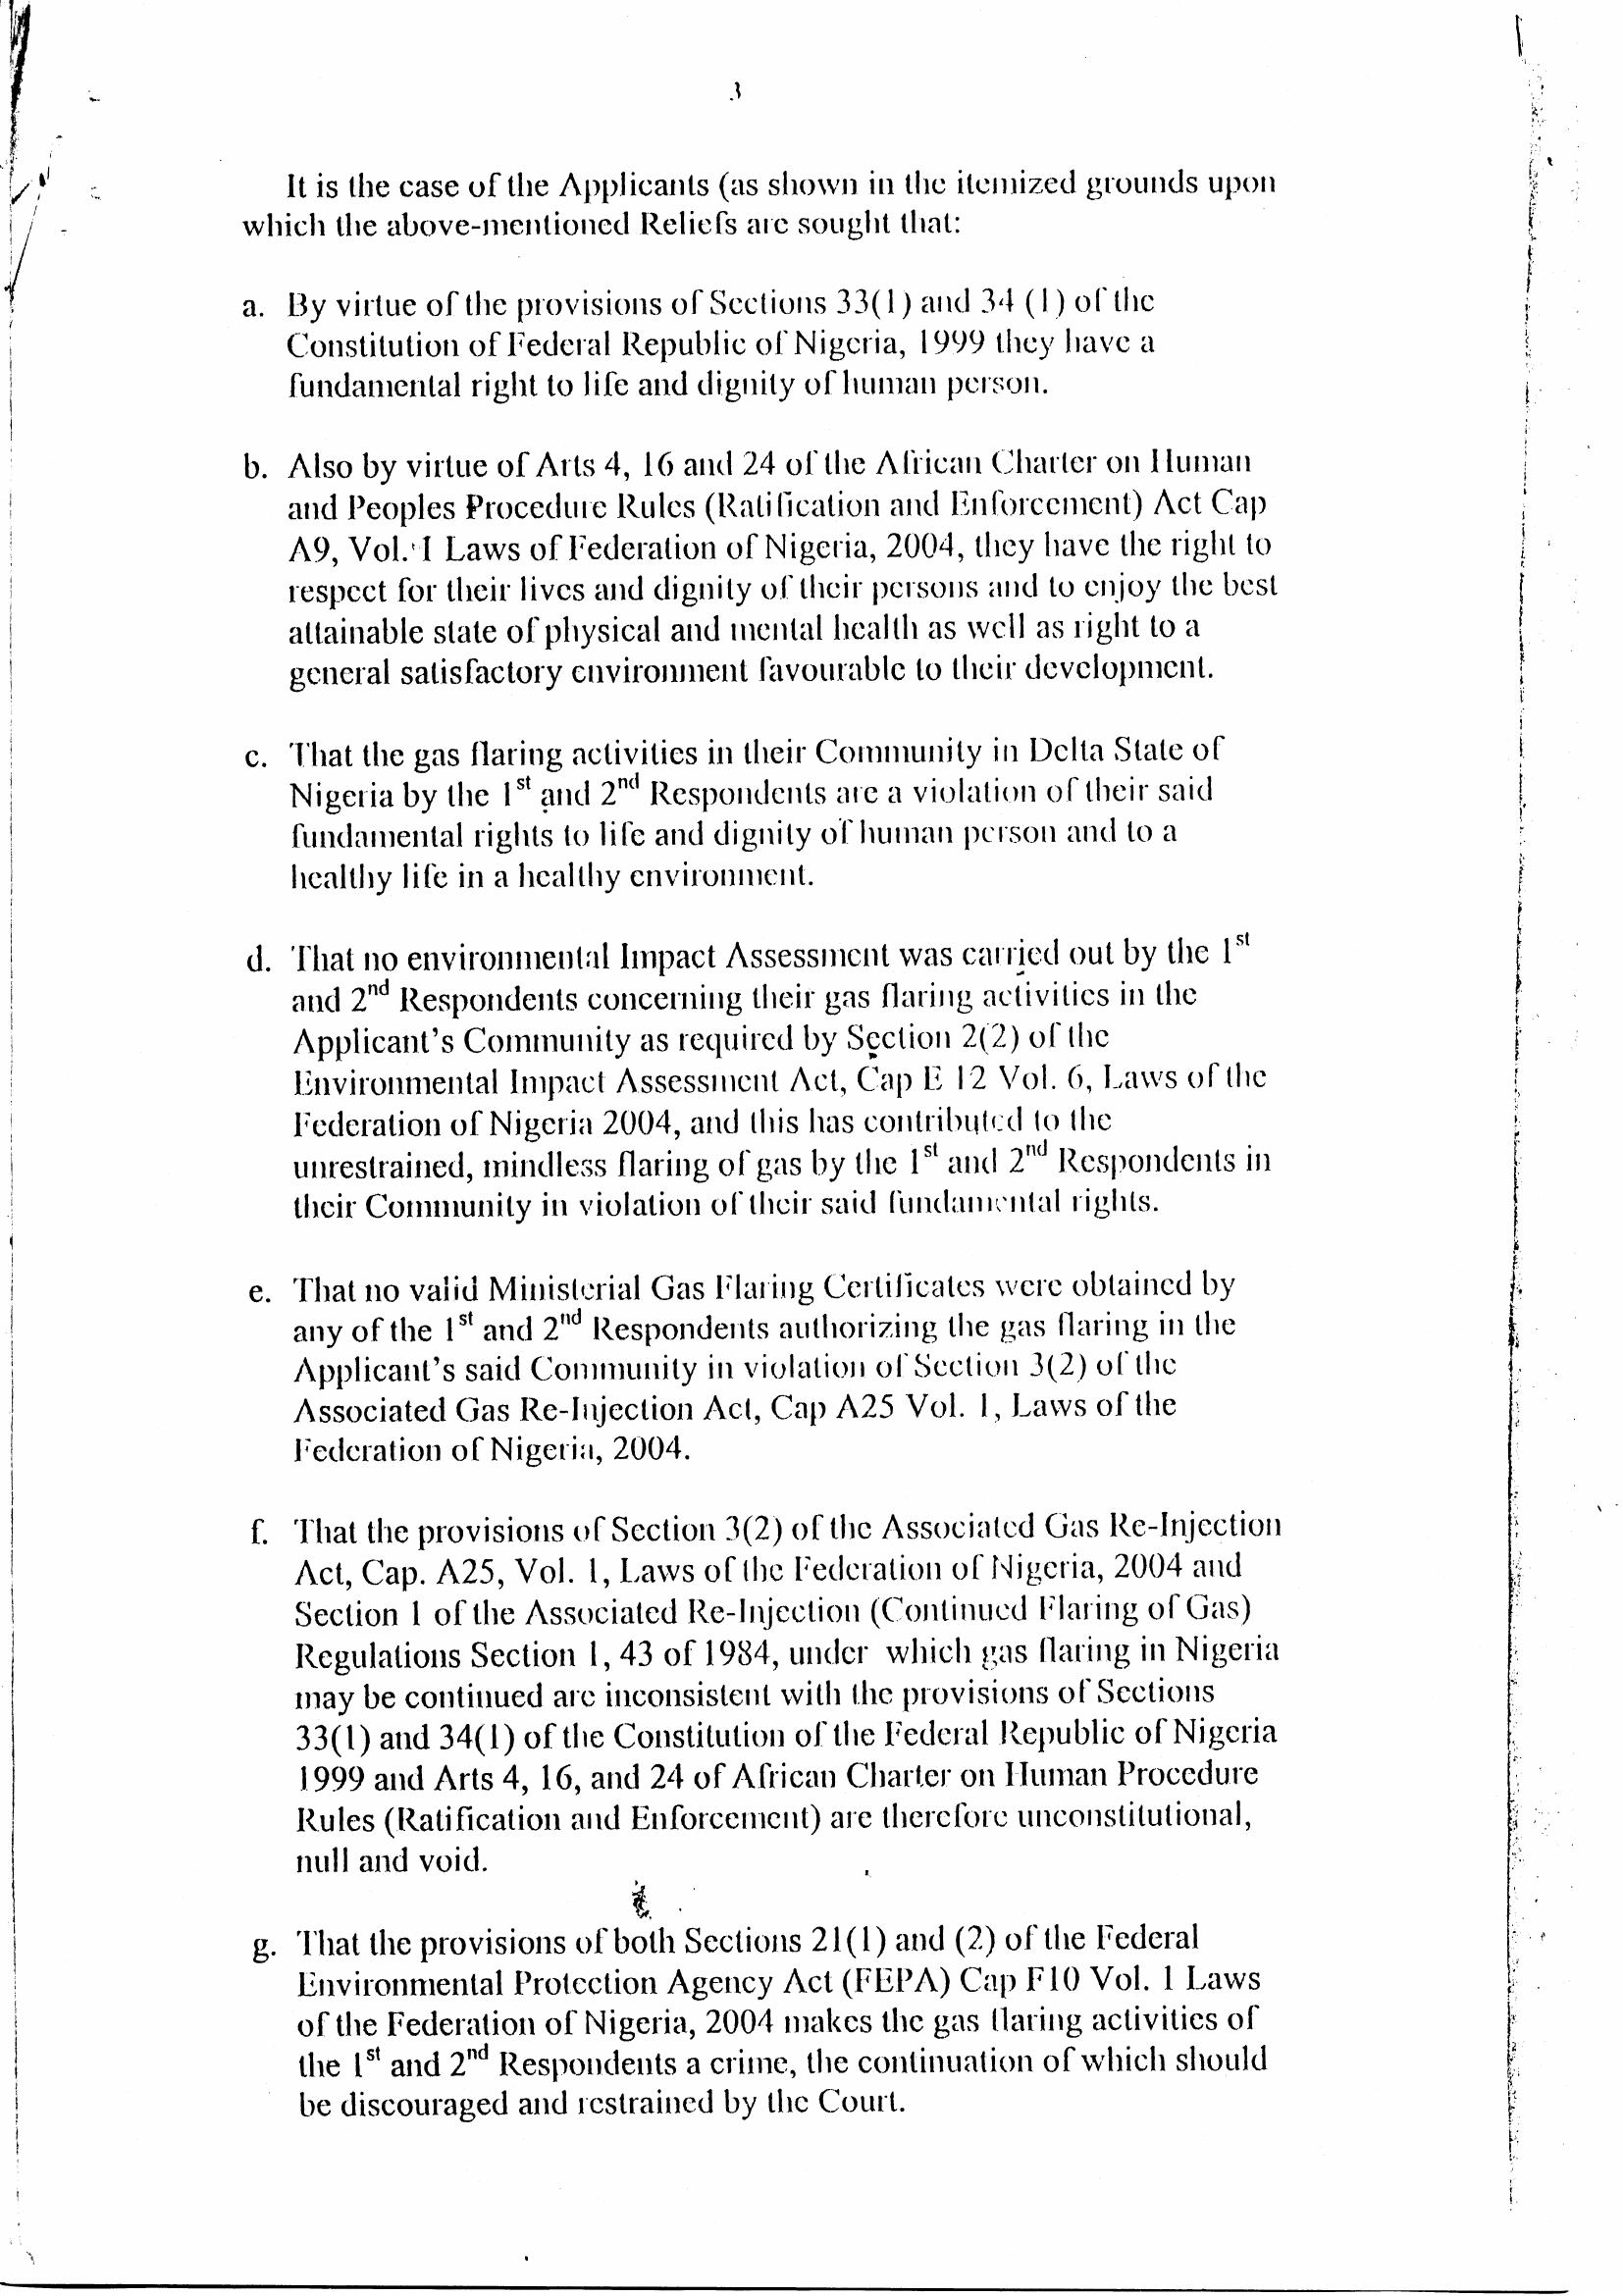 3
It is the case of the Applicants (as shown in the itemized grounds upon
which the above-mentioned Reliefs are sought that:
a. By virtue of the provisions of Sections 33(1) and 34 (1) of the
Constitution of Federal Republic of Nigeria, 1999 they have a
fundamental right to life and dignity of human person.
b. Also by virtue of Arts 4, 16 and 24 of the African Charter on Human
and Peoples Procedure Rules (Ratification and Enforcement) Act Cap
A9, Vol. 1 Laws of Federation of Nigeria, 2004, they have the right to
respect for their lives and dignity of their persons and to enjoy the best
attainable state of physical and mental health as well as right to a
general satisfactory environment favourable to their development.
c. That the gas flaring activities in their Community in Delta State of
Nigeria by the 1st and 2nd Respondents are a violation of their said
fundamental rights to life and dignity of human person and to a
healthy life in a healthy environment.
d. That no environmental Impact Assessment was carried out by the 1st
and 2nd Respondents concerning their gas flaring activities in the
Applicant's Community as required by Section 2(2) of the
Environmental Impact Assessment Act, Cap E 12 Vol. 6, Laws of the
Federation of Nigeria 2004, and this has contributed to the
unrestrained, mindless flaring of gas by the 1st and 2nd Respondents in
their Community in violation of their said fundamental rights.
e. That no valid Ministerial Gas Flaring Certificates were obtained by
any of the 1st and 2nd Respondents authorizing the gas flaring in the
Applicant's said Community in violation of Section 3(2) of the
Associated Gas Re-Injection Act, Cap A25 Vol. 1, Laws of the
Federation of Nigeria, 2004.
f. That the provisions of Section 3(2) of the Associated Gas Re-Injection
Act, Cap. A25, Vol. 1, Laws of the Federation of Nigeria, 2004 and
Section 1 of the Associated Re-Injection (Continued Flaring of Gas)
Regulations Section 1, 43 of 1984, under which gas flaring in Nigeria
may be continued are inconsistent with the provisions of Sections
33(1) and 34(1) of the Constitution of the Federal Republic of Nigeria
1999 and Arts 4, 16, and 24 of African Charter on Human Procedure
Rules (Ratification and Enforcement) are therefore unconstitutional,
null and void.
g. That the provisions of both Sections 21(1) and (2) of the Federal
Environmental Protection Agency Act (FEPA) Cap F10 Vol. 1 Laws
of the Federation of Nigeria, 2004 makes the gas flaring activities of
the 1st and 2nd Respondents a crime, the continuation of which should
be discouraged and restrained by the Court.